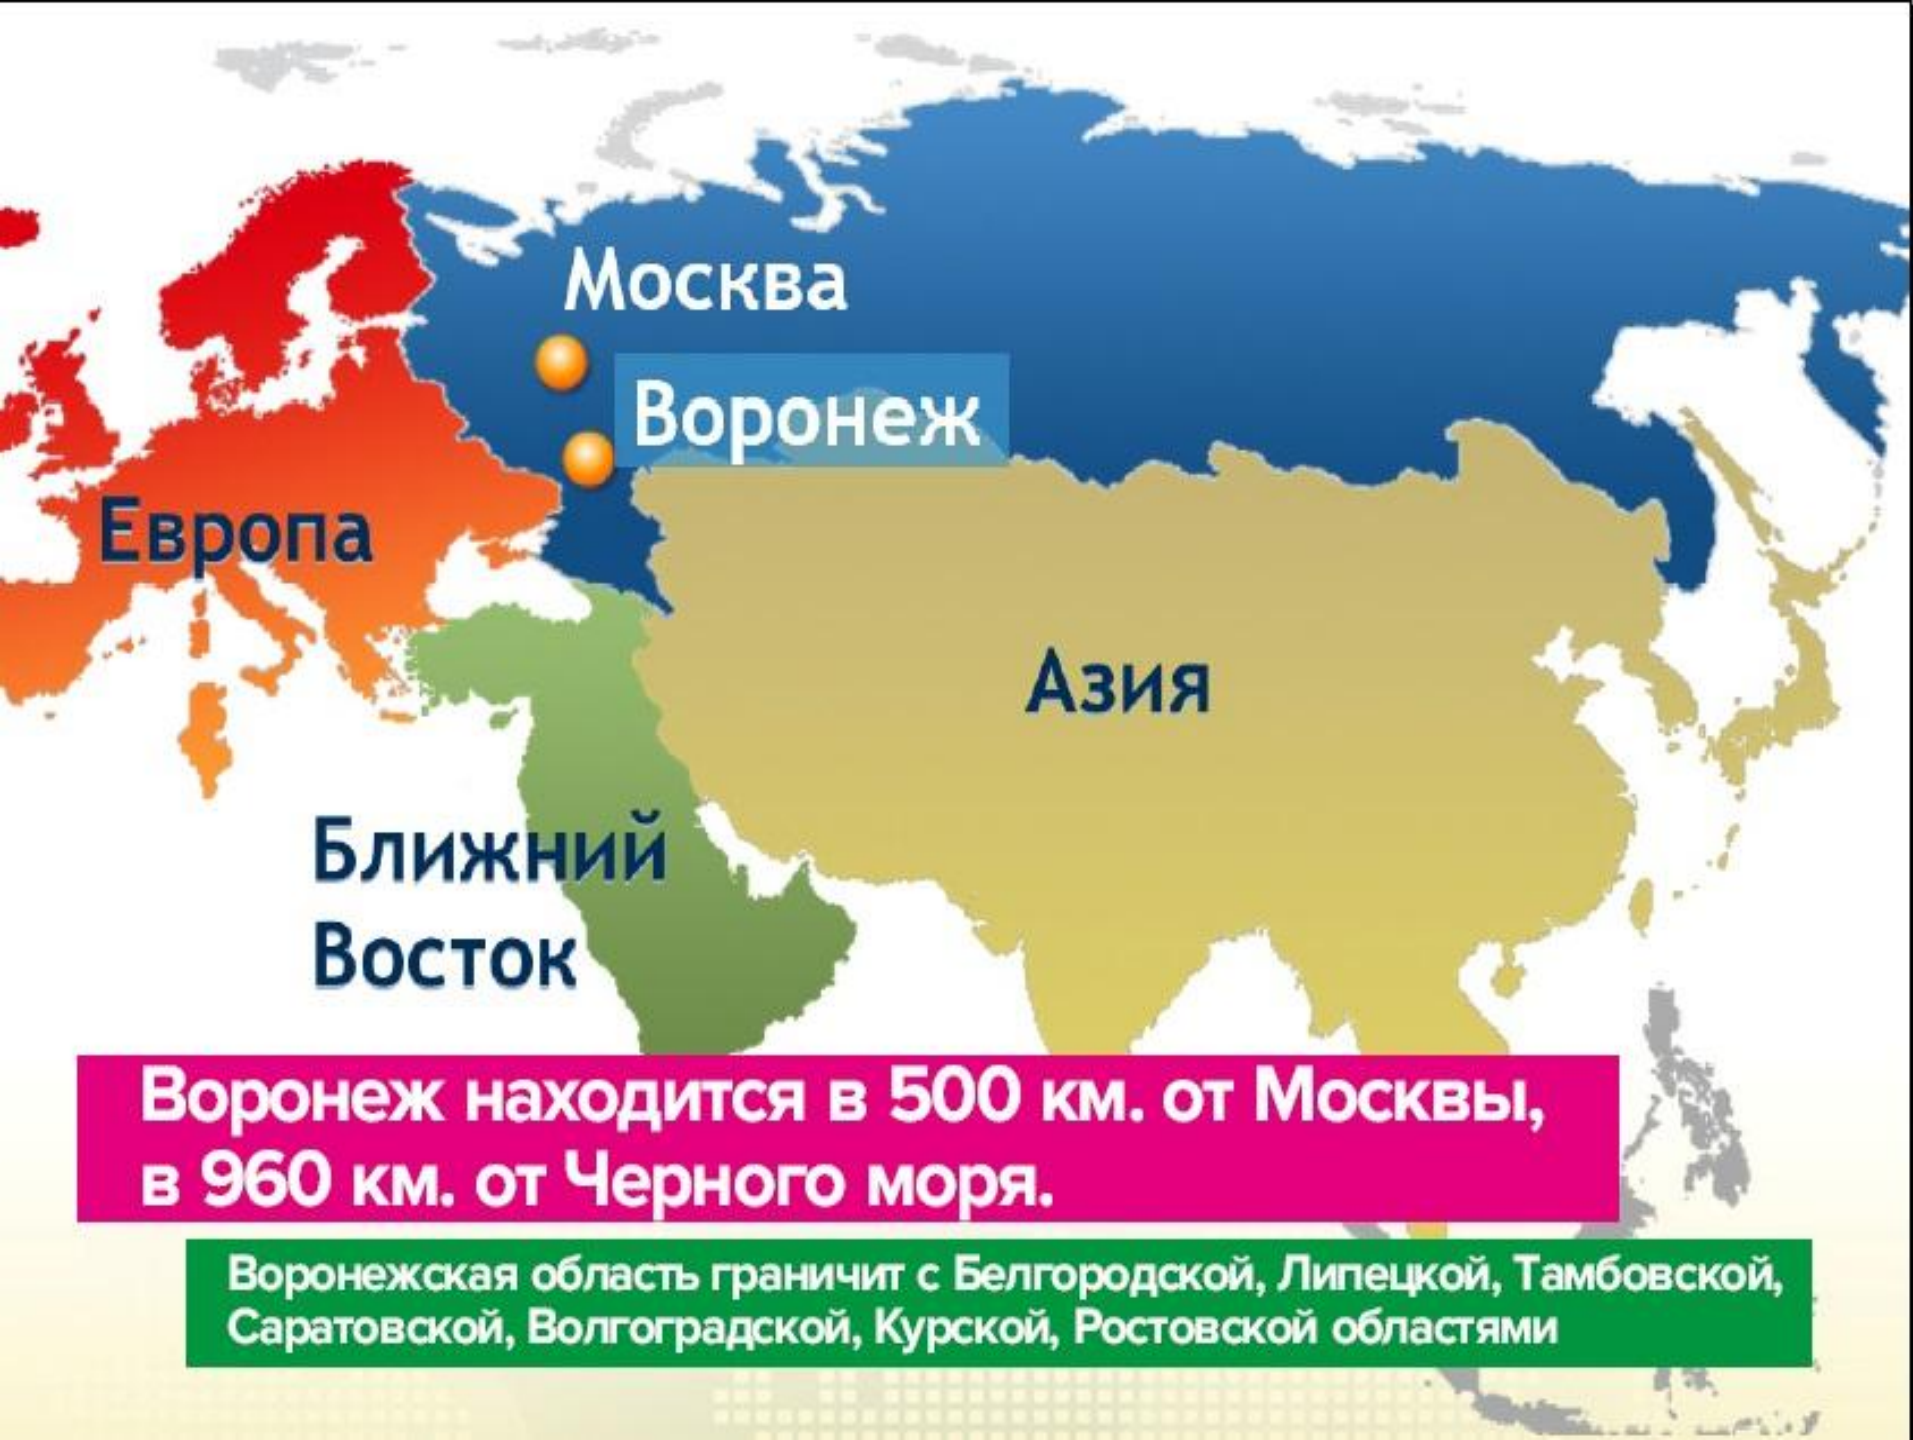 Москва
Воронеж
Европа
Азия
Ближний
Восток
Воронеж находится в 500 км. от Москвы,
в 960 км. от Черного моря.
Воронежская область граничит с Белгородской, Липецкой, Тамбовской,
Саратовской, Волгоградской, Курской, Ростовской областями